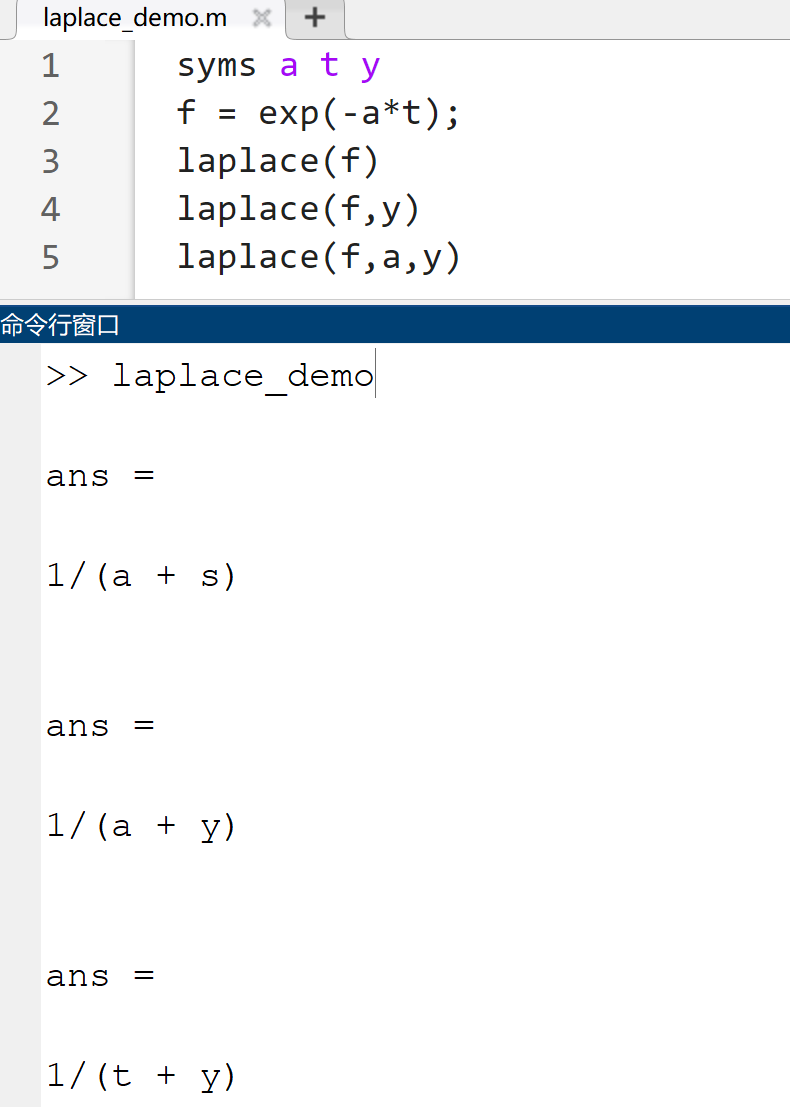 laplace_demo.m
1 syms a t y
2 f = exp(-a*t);
3 laplace(f)
4 laplace(f,y)
5 laplace(f,a,y)
命令行窗口
>> laplace_demo
ans =
1/(a + s)
ans =
1/(a + y)
ans =
1/(t + y)